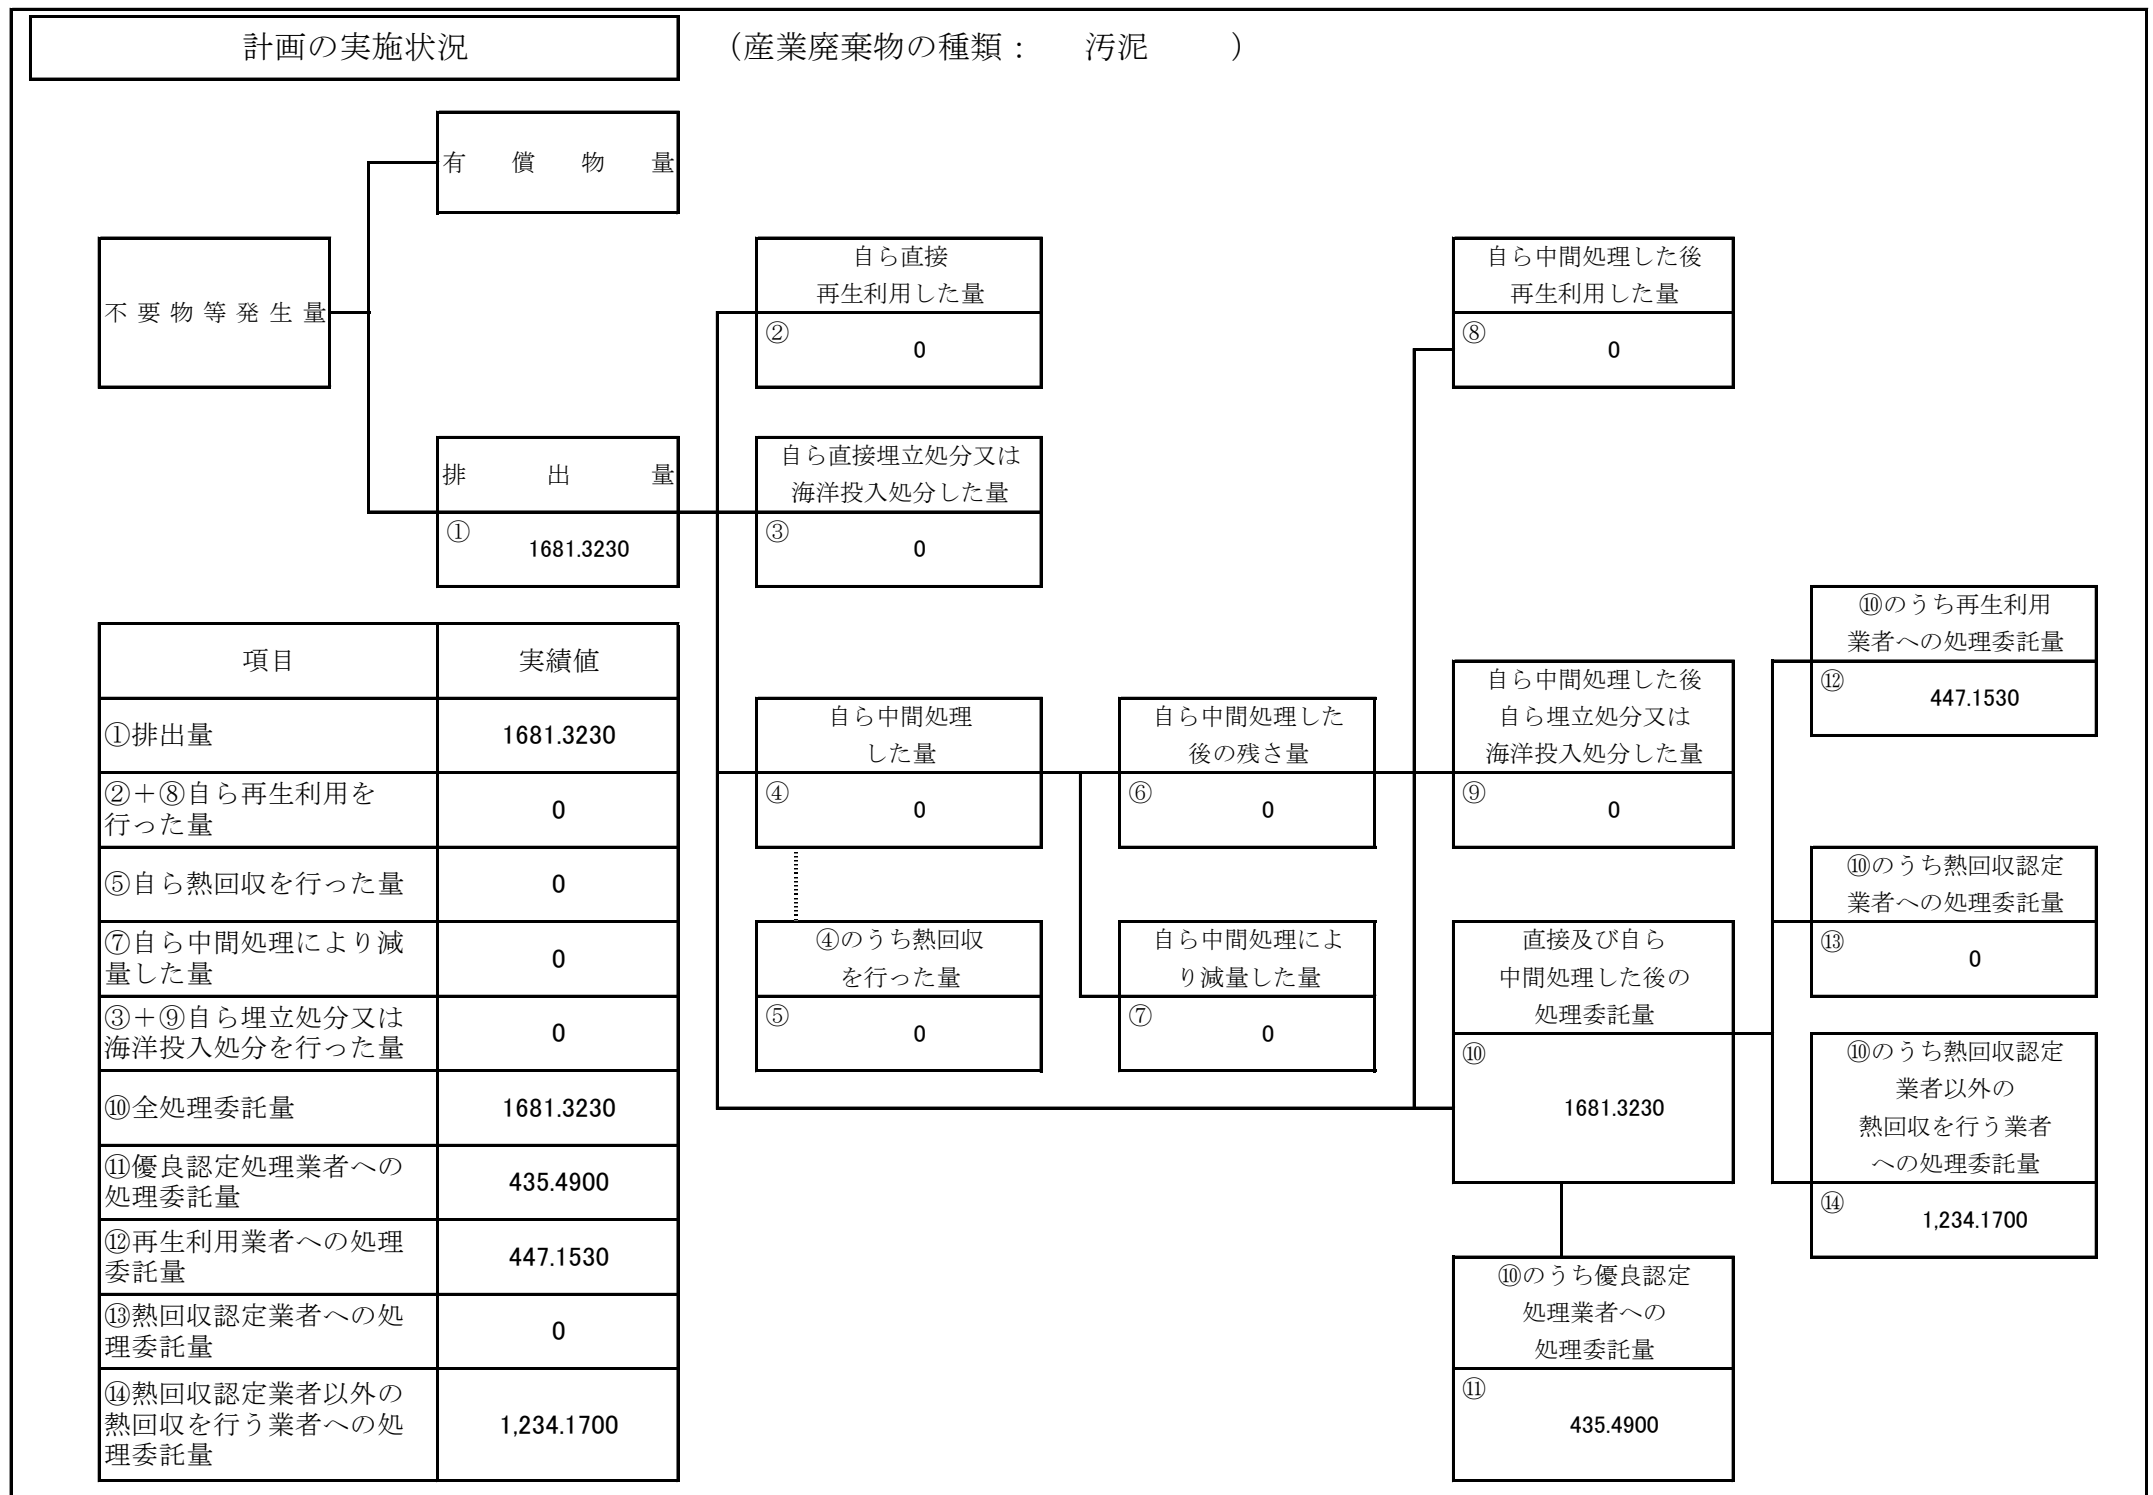 計画の実施状況
（産業廃棄物の種類： 汚泥 ）
有償物量
不要物等発生量
自ら直接
再生利用した量
②
0
自ら中間処理した後
再生利用した量
⑧
0
排出量
①
1681.3230
自ら直接埋立処分又は
海洋投入処分した量
③
0
⑩のうち再生利用
業者への処理委託量
⑫
447.1530
自ら中間処理
した量
④
0
自ら中間処理した
後の残さ量
⑥
0
自ら中間処理した後
自ら埋立処分又は
海洋投入処分した量
⑨
0
⑩のうち熱回収認定
業者への処理委託量
⑬
0
④のうち熱回収
を行った量
⑤
0
自ら中間処理によ
り減量した量
⑦
0
直接及び自ら
中間処理した後の
処理委託量
⑩
1681.3230
⑩のうち熱回収認定
業者以外の
熱回収を行う業者
への処理委託量
⑭
1,234.1700
⑩のうち優良認定
処理業者への
処理委託量
⑪
435.4900
項目 実績値
①排出量 1681.3230
②＋⑧自ら再生利用を
行った量 0
⑤自ら熱回収を行った量 0
⑦自ら中間処理により減
量した量 0
③＋⑨自ら埋立処分又は
海洋投入処分を行った量 0
⑩全処理委託量 1681.3230
⑪優良認定処理業者への
処理委託量 435.4900
⑫再生利用業者への処理
委託量 447.1530
⑬熱回収認定業者への処
理委託量 0
⑭熱回収認定業者以外の
熱回収を行う業者への処
理委託量 1,234.1700